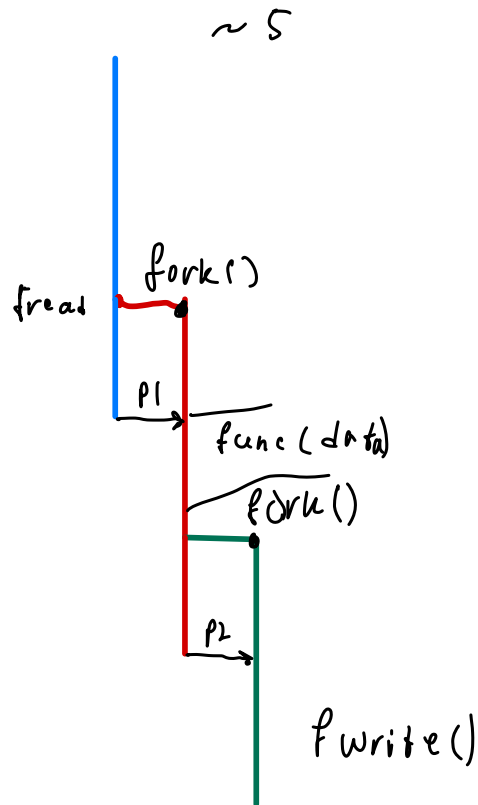 ~ 5
fork()
fread
P1
func(data)
fork()
P2
fwrite()